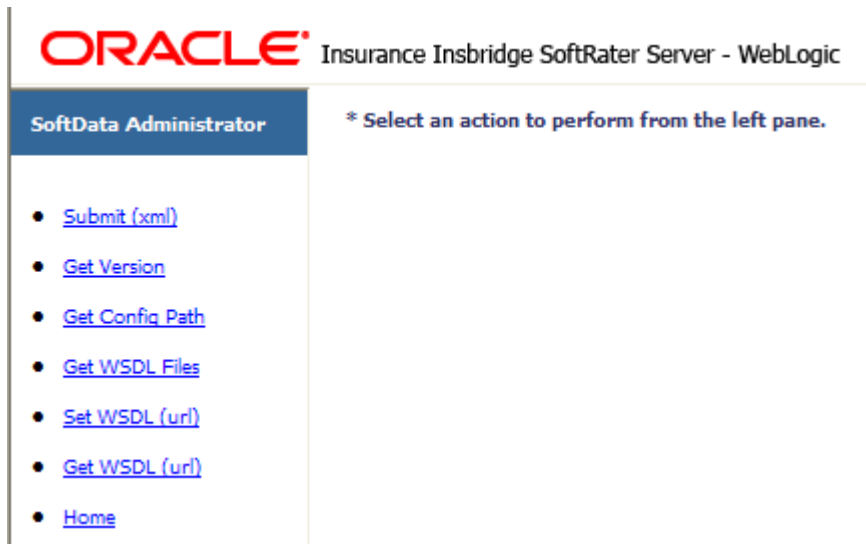 ORACLE Insurance Insbridge SoftRater Server - WebLogic
SoftData Administrator
* Select an action to perform from the left pane.
Submit (xml)
Get Version
Get Config Path
Get WSDL Files
Set WSDL (url)
Get WSDL (url)
Home